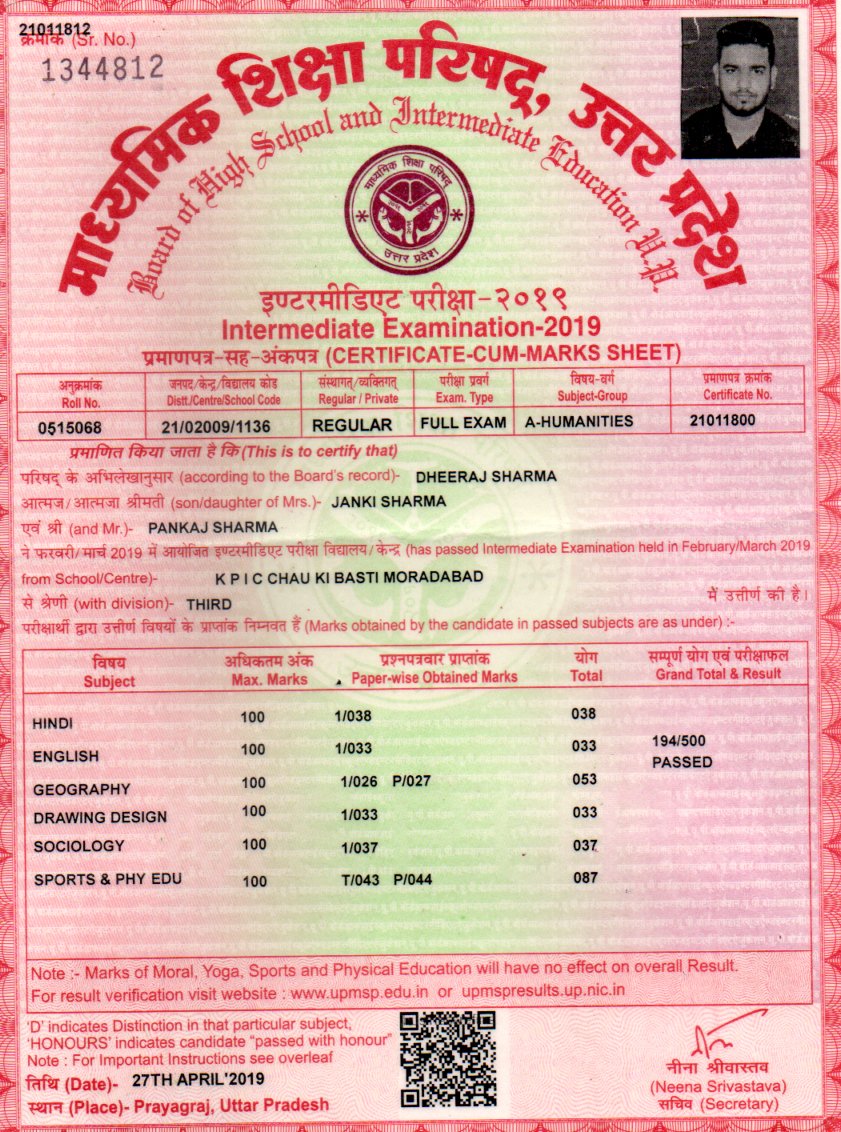 21011812
क्रमांक (Sr. No.)
1344812
माध्यमिक शिक्षा परिषद्, उत्तर प्रदेश
Board of High School and Intermediate Education U.P.
माध्यमिक शिक्षा परिषद्
उत्तर प्रदेश
इण्टरमीडिएट परीक्षा-२०१९
Intermediate Examination-2019
प्रमाणपत्र-सह-अंकपत्र (CERTIFICATE-CUM-MARKS SHEET)
अनुक्रमांक जनपद/केन्द्र/विद्यालय कोड संस्थागत/व्यक्तिगत परीक्षा प्रवर्ग विषय-वर्ग प्रमाणपत्र क्रमांक
Roll No. Distt./Centre/School Code Regular / Private Exam. Type Subject-Group Certificate No.
0515068 21/02009/1136 REGULAR FULL EXAM A-HUMANITIES 21011800
प्रमाणित किया जाता है कि (This is to certify that)
परिषद् के अभिलेखानुसार (according to the Board's record)- DHEERAJ SHARMA
आत्मज/आत्मजा श्रीमती (son/daughter of Mrs.)- JANKI SHARMA
एवं श्री (and Mr.)- PANKAJ SHARMA
ने फरवरी/मार्च 2019 में आयोजित इण्टरमीडिएट परीक्षा विद्यालय/केन्द्र (has passed Intermediate Examination held in February/March 2019
from School/Centre)- K P I C CHAU KI BASTI MORADABAD
से श्रेणी (with division)- THIRD में उत्तीर्ण की है।
परीक्षार्थी द्वारा उत्तीर्ण विषयों के प्राप्तांक निम्नवत हैं (Marks obtained by the candidate in passed subjects are as under) :-
विषय अधिकतम अंक प्रश्नपत्रवार प्राप्तांक योग सम्पूर्ण योग एवं परीक्षाफल
Subject Max. Marks Paper-wise Obtained Marks Total Grand Total & Result
HINDI 100 1/038 038
ENGLISH 100 1/033 033 194/500
PASSED
GEOGRAPHY 100 1/026 P/027 053
DRAWING DESIGN 100 1/033 033
SOCIOLOGY 100 1/037 037
SPORTS & PHY EDU 100 T/043 P/044 087
Note :- Marks of Moral, Yoga, Sports and Physical Education will have no effect on overall Result.
For result verification visit website : www.upmsp.edu.in or upmspresults.up.nic.in
'D' indicates Distinction in that particular subject,
'HONOURS' indicates candidate "passed with honour"
Note : For Important Instructions see overleaf
तिथि (Date)- 27TH APRIL'2019
स्थान (Place)- Prayagraj, Uttar Pradesh
नीना श्रीवास्तव
(Neena Srivastava)
सचिव (Secretary)